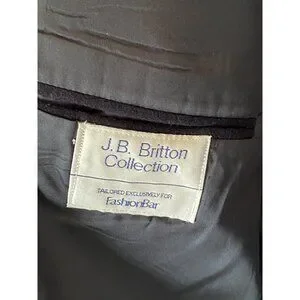 J.B. Britton
Collection
TAILORED EXCLUSIVELY FOR
FashionBar